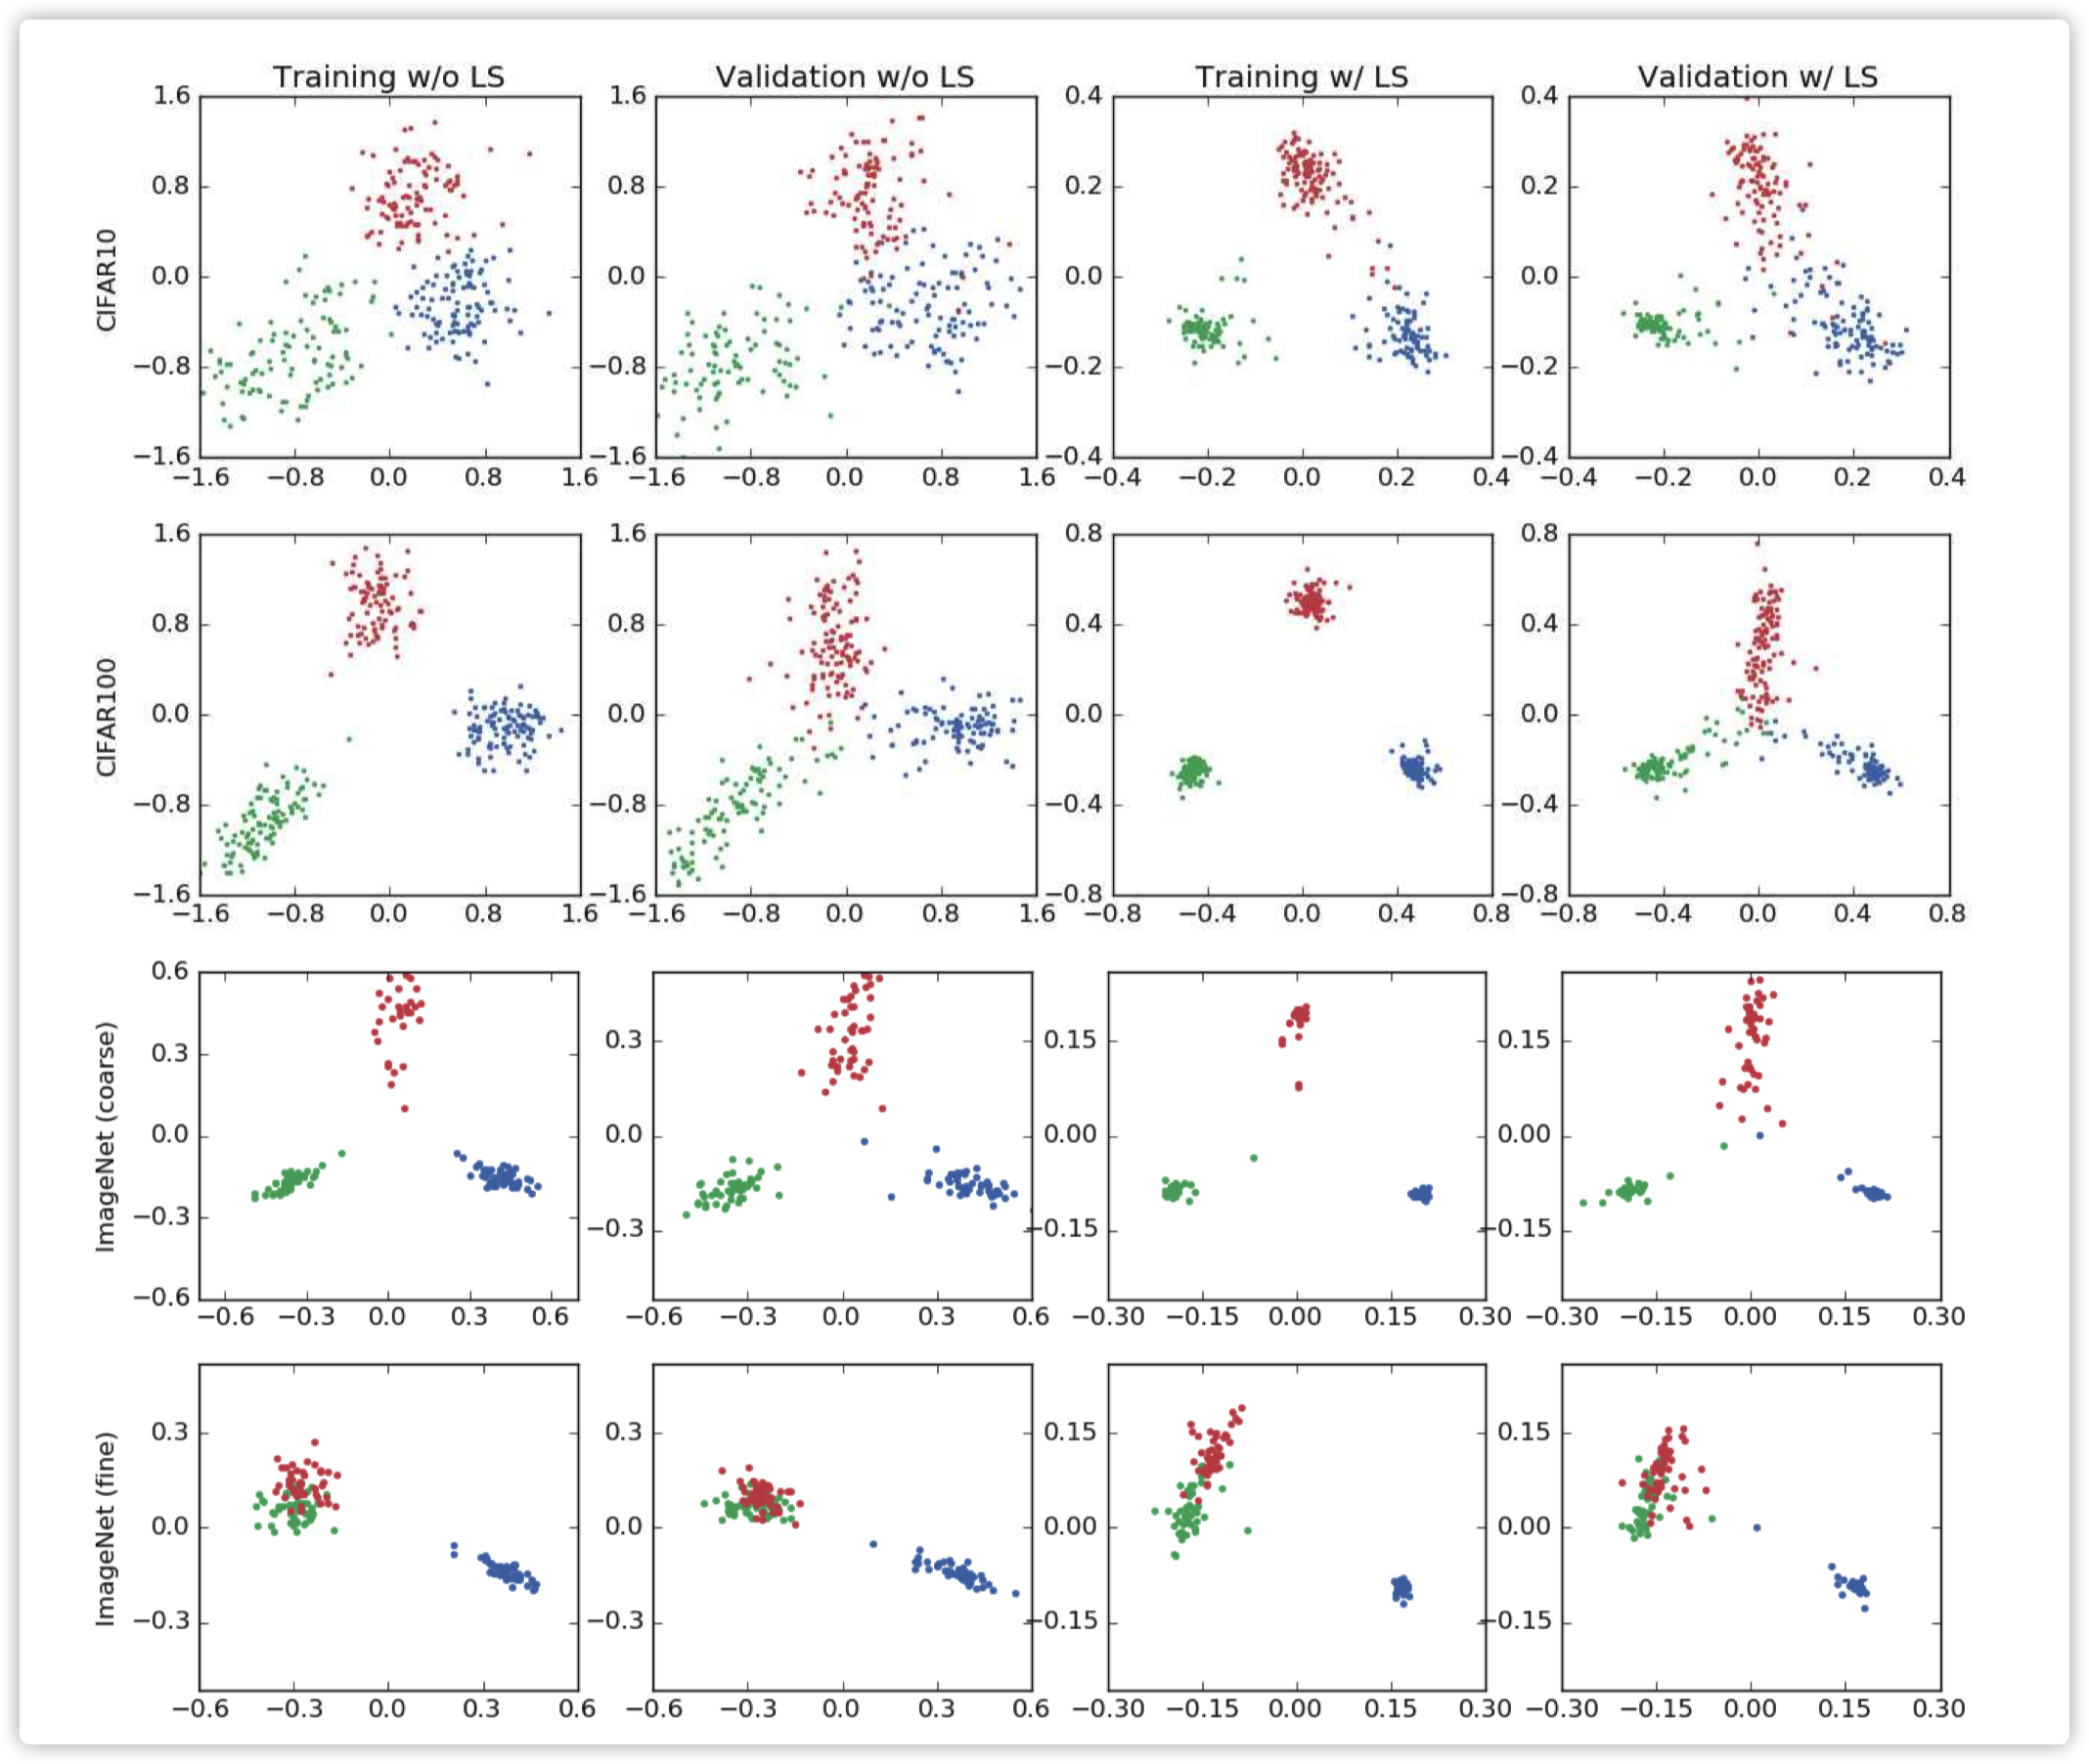 Training w/o LS Validation w/o LS Training w/ LS Validation w/ LS
CIFAR10
1.6 0.8 0.0 −0.8 −1.6
−1.6 −0.8 0.0 0.8 1.6
1.6 0.8 0.0 −0.8 −1.6
−1.6 −0.8 0.0 0.8 1.6
0.4 0.2 0.0 −0.2 −0.4
−0.4 −0.2 0.0 0.2 0.4
0.4 0.2 0.0 −0.2 −0.4
−0.4 −0.2 0.0 0.2 0.4
CIFAR100
1.6 0.8 0.0 −0.8 −1.6
−1.6 −0.8 0.0 0.8 1.6
1.6 0.8 0.0 −0.8 −1.6
−1.6 −0.8 0.0 0.8 1.6
0.8 0.4 0.0 −0.4 −0.8
−0.8 −0.4 0.0 0.4 0.8
0.8 0.4 0.0 −0.4 −0.8
−0.8 −0.4 0.0 0.4 0.8
ImageNet (coarse)
0.6 0.3 0.0 −0.3 −0.6
−0.6 −0.3 0.0 0.3 0.6
0.3 0.0 −0.3
−0.6 −0.3 0.0 0.3 0.6
0.15 0.00 −0.15
−0.30 −0.15 0.00 0.15 0.30
0.15 0.00 −0.15
−0.30 −0.15 0.00 0.15 0.30
ImageNet (fine)
0.3 0.0 −0.3
−0.6 −0.3 0.0 0.3 0.6
0.3 0.0 −0.3
−0.6 −0.3 0.0 0.3 0.6
0.15 0.00 −0.15
−0.30 −0.15 0.00 0.15 0.30
0.15 0.00 −0.15
−0.30 −0.15 0.00 0.15 0.30